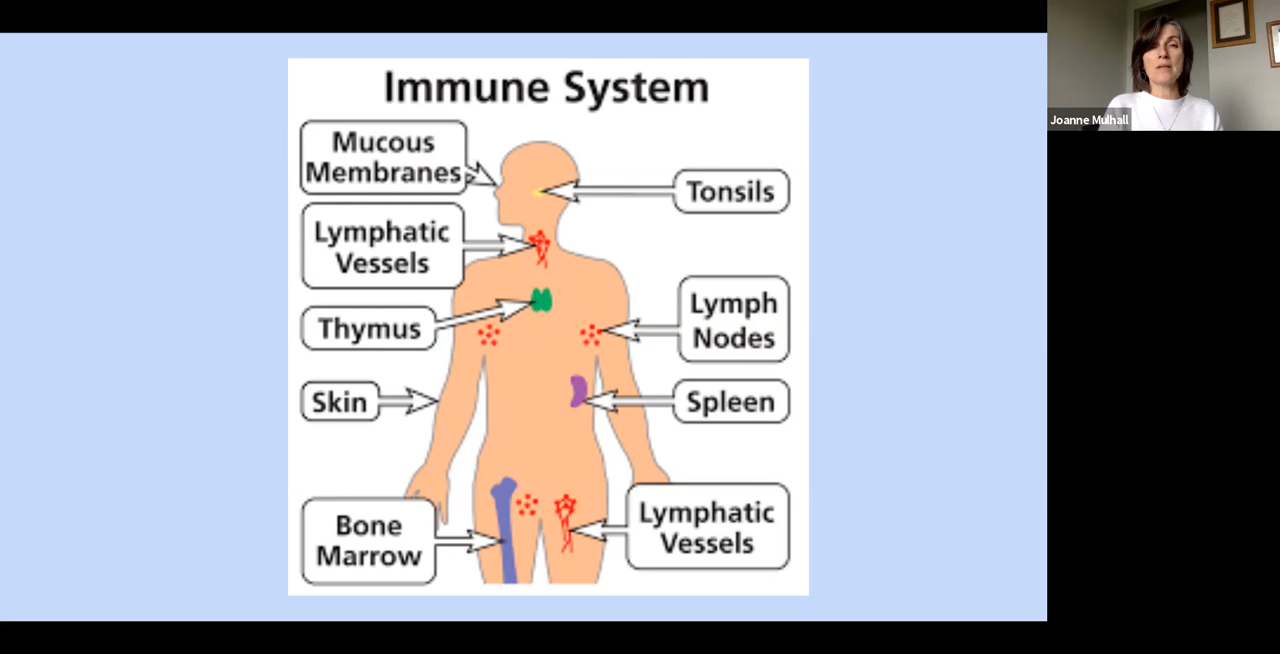 Immune System
Mucous
Membranes
Tonsils
Lymphatic
Vessels
Thymus
Lymph
Nodes
Skin
Spleen
Bone
Marrow
Lymphatic
Vessels
Joanne Mulhall